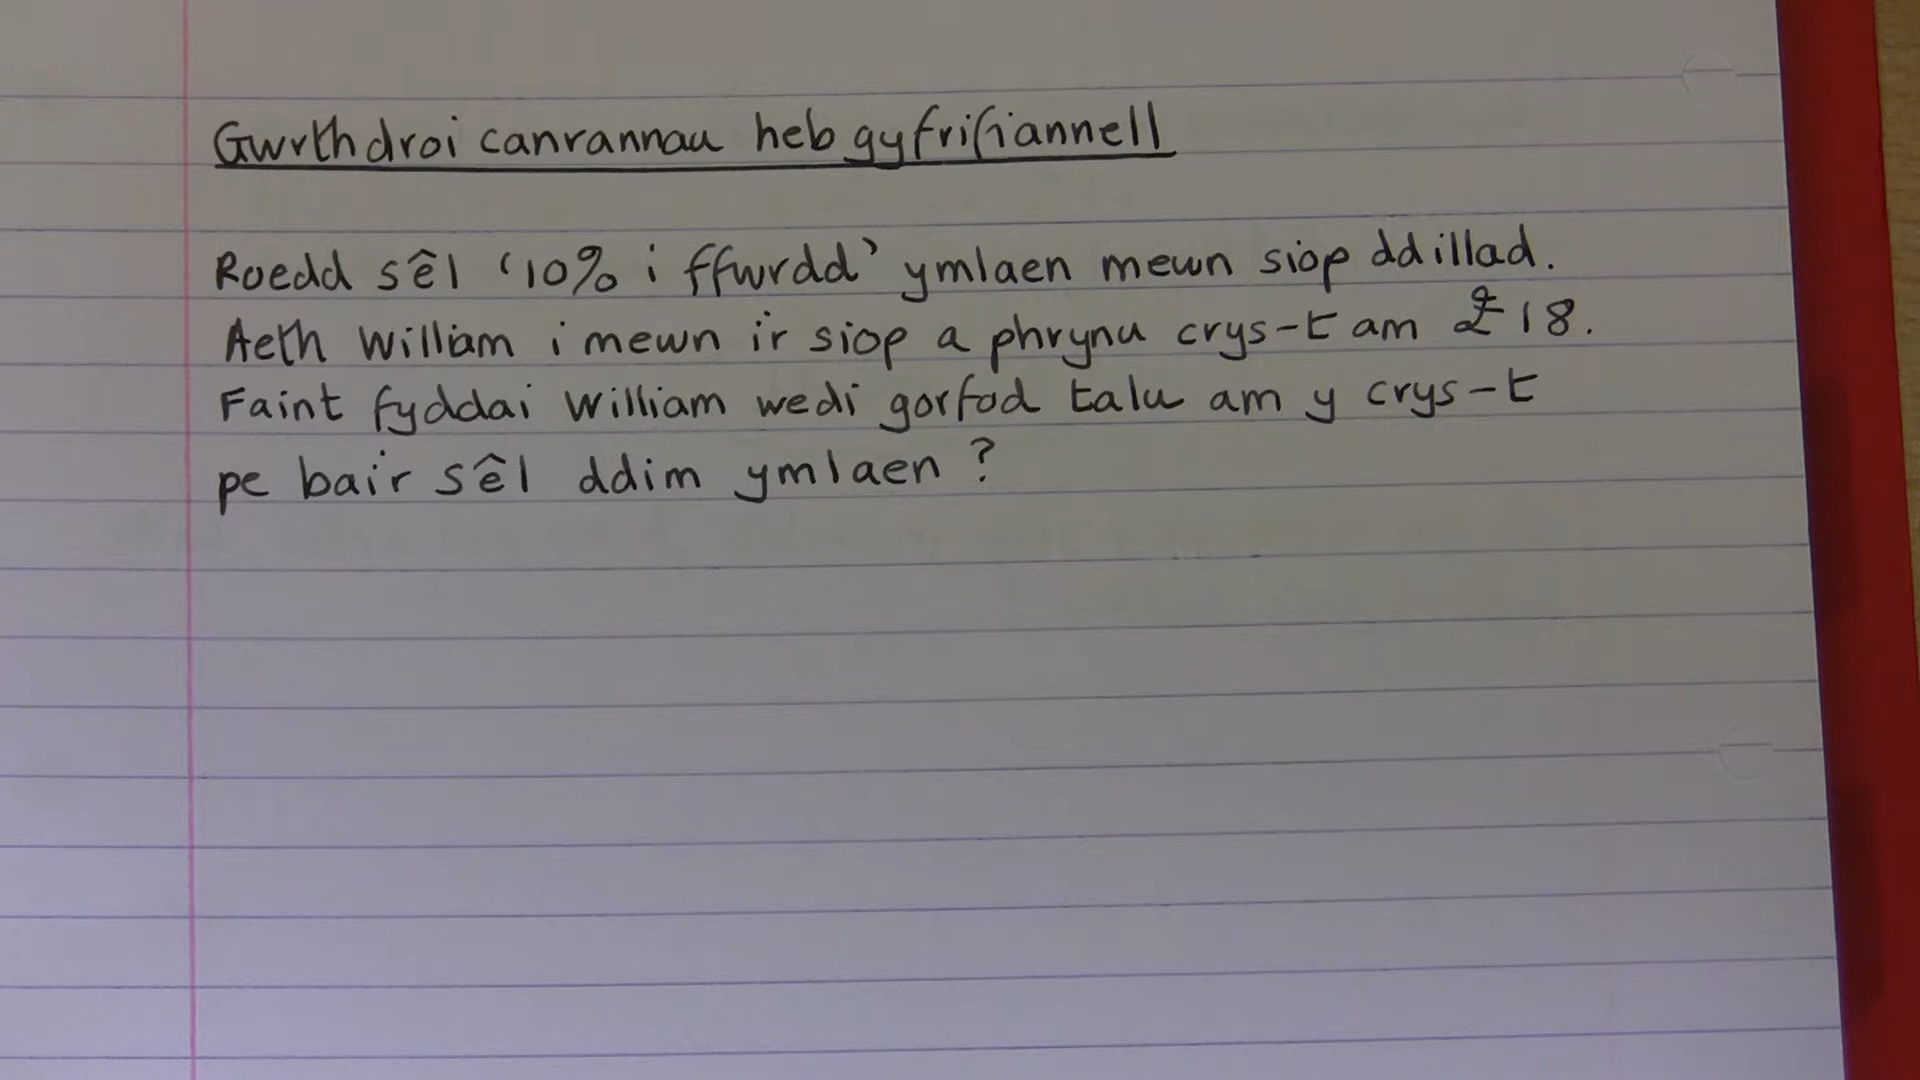 Gwrthdroi canrannau heb gyfrifiannell
Roedd sêl '10% i ffwrdd' ymlaen mewn siop ddillad.
Aeth William i mewn i'r siop a phrynu crys-t am £18.
Faint fyddai William wedi gorfod talu am y crys-t
pe bai'r sêl ddim ymlaen?